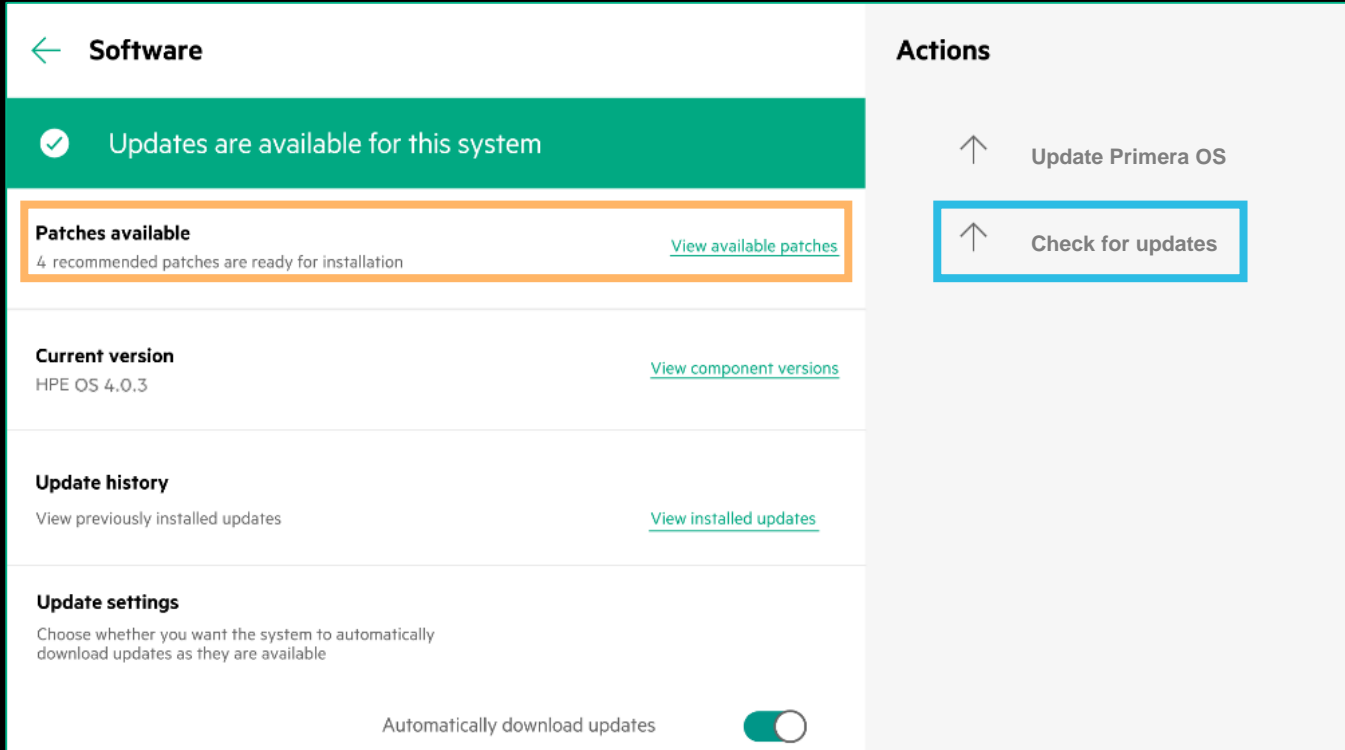 Software
Updates are available for this system
Patches available
4 recommended patches are ready for installation
View available patches
Current version
HPE OS 4.0.3
View component versions
Update history
View previously installed updates
View installed updates
Update settings
Choose whether you want the system to automatically
download updates as they are available
Automatically download updates
Actions
Update Primera OS
Check for updates